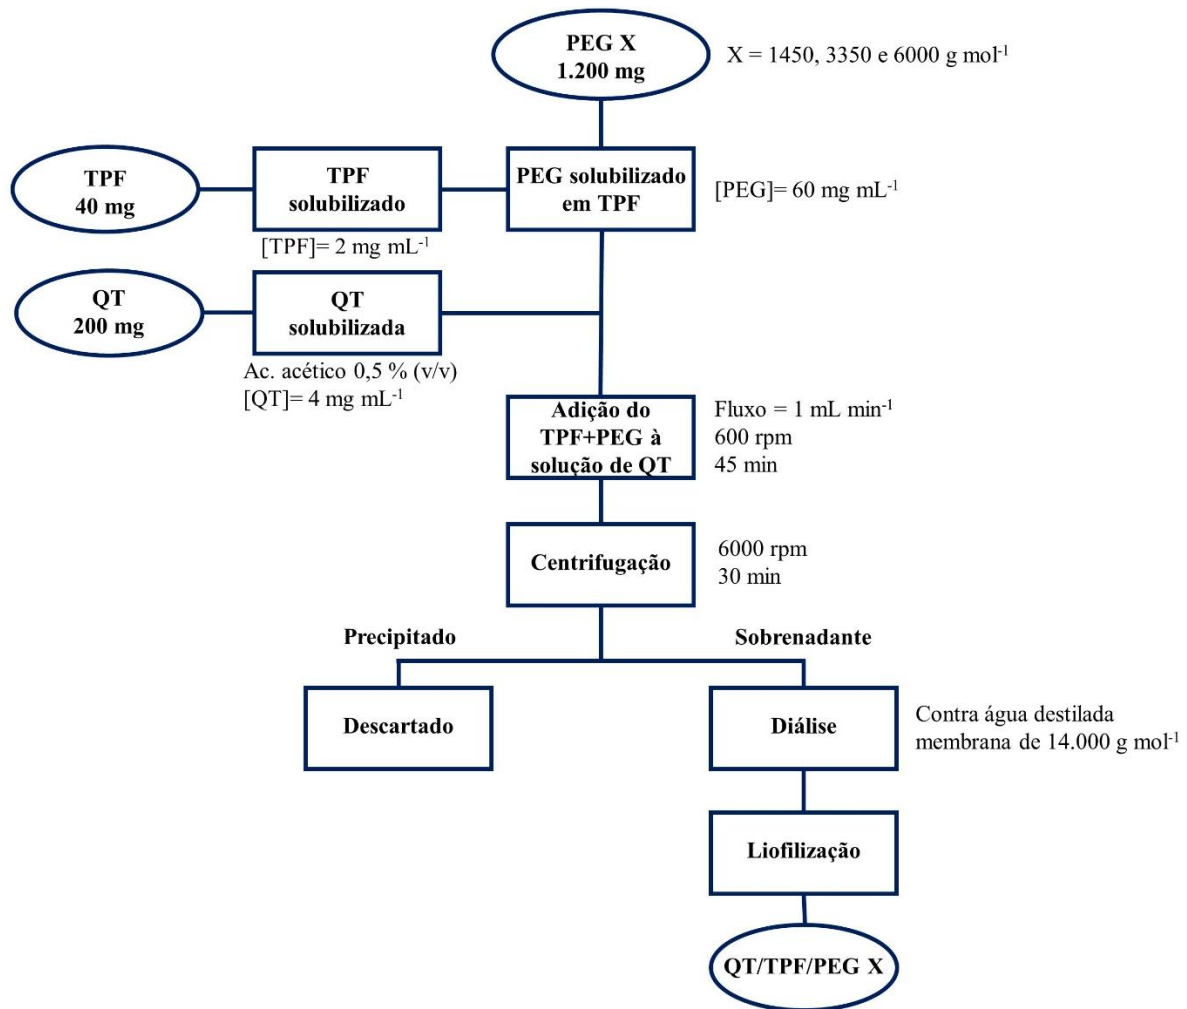 PEG X
1.200 mg
X = 1450, 3350 e 6000 g mol⁻¹
TPF
40 mg
TPF
solubilizado
[TPF]= 2 mg mL⁻¹
PEG solubilizado
em TPF
[PEG]= 60 mg mL⁻¹
QT
200 mg
QT
solubilizada
Ac. acético 0,5 % (v/v)
[QT]= 4 mg mL⁻¹
Adição do
TPF+PEG à
solução de QT
Fluxo = 1 mL min⁻¹
600 rpm
45 min
Centrifugação
6000 rpm
30 min
Precipitado
Sobrenadante
Descartado
Diálise
Contra água destilada
membrana de 14.000 g mol⁻¹
Liofilização
QT/TPF/PEG X